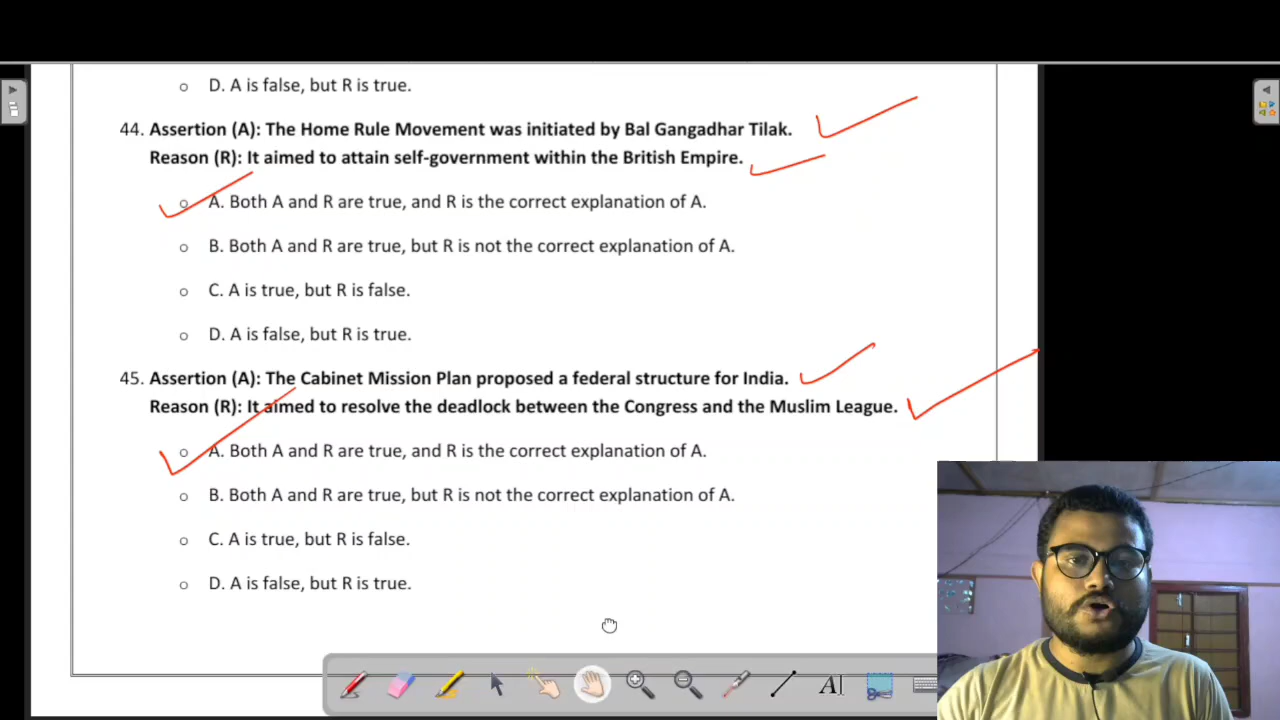 D. A is false, but R is true.
44. Assertion (A): The Home Rule Movement was initiated by Bal Gangadhar Tilak.
Reason (R): It aimed to attain self-government within the British Empire.
A. Both A and R are true, and R is the correct explanation of A.
B. Both A and R are true, but R is not the correct explanation of A.
C. A is true, but R is false.
D. A is false, but R is true.
45. Assertion (A): The Cabinet Mission Plan proposed a federal structure for India.
Reason (R): It aimed to resolve the deadlock between the Congress and the Muslim League.
A. Both A and R are true, and R is the correct explanation of A.
B. Both A and R are true, but R is not the correct explanation of A.
C. A is true, but R is false.
D. A is false, but R is true.